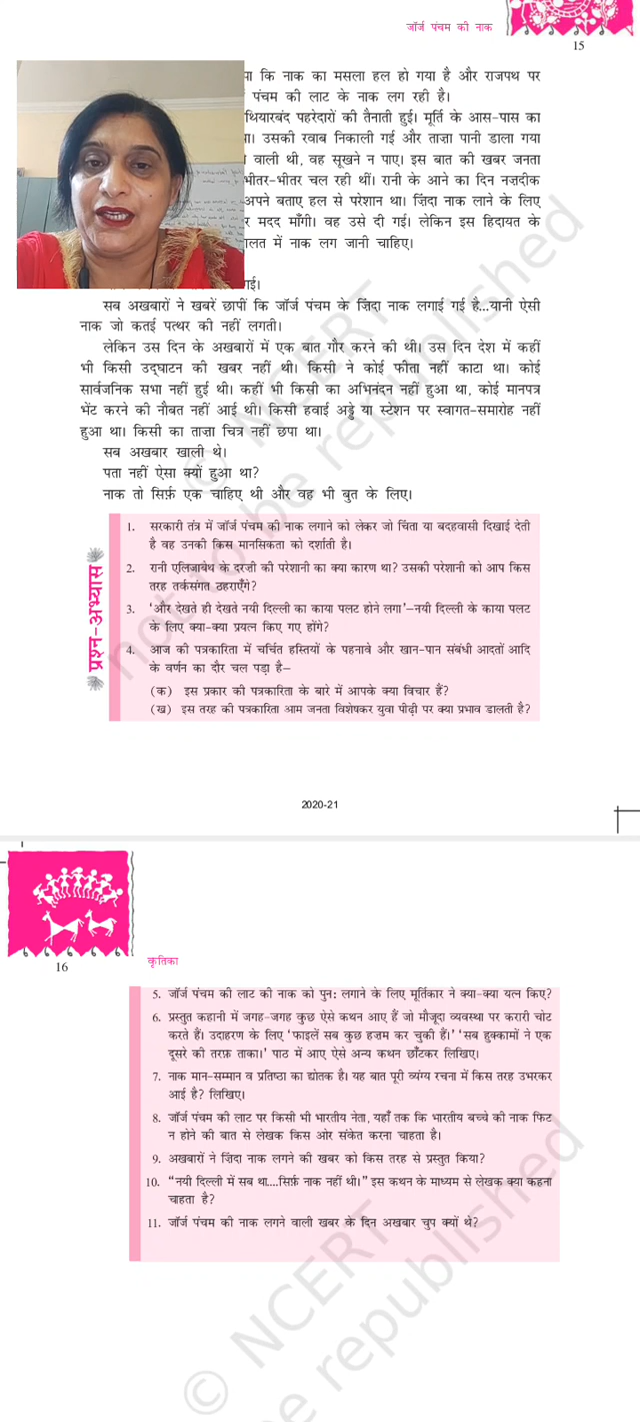 जॉर्ज पंचम की नाक
15
कि नाक का मसला हल हो गया है और राजपथ पर
पंचम की लाट के नाक लग रही है।
थियारबंद पहरेदारों की तैनाती हुई। मूर्ति के आस-पास का
उसकी रवाब निकाली गई और ताज़ा पानी डाला गया
वाली थी, वह सूखने न पाए। इस बात की खबर जनता
भीतर-भीतर चल रही थीं। रानी के आने का दिन नज़दीक
अपने बताए हल से परेशान था। ज़िंदा नाक लाने के लिए
र मदद माँगी। वह उसे दी गई। लेकिन इस हिदायत के
ालत में नाक लग जानी चाहिए।
गई।
सब अखबारों ने खबरें छापीं कि जॉर्ज पंचम के ज़िंदा नाक लगाई गई है...यानी ऐसी
नाक जो कतई पत्थर की नहीं लगती।
लेकिन उस दिन के अखबारों में एक बात गौर करने की थी। उस दिन देश में कहीं
भी किसी उद्घाटन की खबर नहीं थी। किसी ने कोई फीता नहीं काटा था। कोई
सार्वजनिक सभा नहीं हुई थी। कहीं भी किसी का अभिनंदन नहीं हुआ था, कोई मानपत्र
भेंट करने की नौबत नहीं आई थी। किसी हवाई अड्डे या स्टेशन पर स्वागत-समारोह नहीं
हुआ था। किसी का ताज़ा चित्र नहीं छपा था।
सब अखबार खाली थे।
पता नहीं ऐसा क्यों हुआ था?
नाक तो सिर्फ़ एक चाहिए थी और वह भी बुत के लिए।
प्रश्न-अभ्यास
1. सरकारी तंत्र में जॉर्ज पंचम की नाक लगाने को लेकर जो चिंता या बदहवासी दिखाई देती
है वह उनकी किस मानसिकता को दर्शाती है।
2. रानी एलिज़ाबेथ के दरज़ी की परेशानी का क्या कारण था? उसकी परेशानी को आप किस
तरह तर्कसंगत ठहराएँगे?
3. ‘और देखते ही देखते नयी दिल्ली का काया पलट होने लगा’–नयी दिल्ली के काया पलट
के लिए क्या-क्या प्रयत्न किए गए होंगे?
4. आज की पत्रकारिता में चर्चित हस्तियों के पहनावे और खान-पान संबंधी आदतों आदि
के वर्णन का दौर चल पड़ा है–
(क) इस प्रकार की पत्रकारिता के बारे में आपके क्या विचार हैं?
(ख) इस तरह की पत्रकारिता आम जनता विशेषकर युवा पीढ़ी पर क्या प्रभाव डालती है?
2020-21
16
कृतिका
5. जॉर्ज पंचम की लाट की नाक को पुन: लगाने के लिए मूर्तिकार ने क्या-क्या यत्न किए?
6. प्रस्तुत कहानी में जगह-जगह कुछ ऐसे कथन आए हैं जो मौजूदा व्यवस्था पर करारी चोट
करते हैं। उदाहरण के लिए ‘फाइलें सब कुछ हज़म कर चुकी हैं।’ ‘सब हुक्कामों ने एक
दूसरे की तरफ़ ताका।’ पाठ में आए ऐसे अन्य कथन छाँटकर लिखिए।
7. नाक मान-सम्मान व प्रतिष्ठा का द्योतक है। यह बात पूरी व्यंग्य रचना में किस तरह उभरकर
आई है? लिखिए।
8. जॉर्ज पंचम की लाट पर किसी भी भारतीय नेता, यहाँ तक कि भारतीय बच्चे की नाक फिट
न होने की बात से लेखक किस ओर संकेत करना चाहता है।
9. अखबारों ने ज़िंदा नाक लगने की खबर को किस तरह से प्रस्तुत किया?
10. “नयी दिल्ली में सब था....सिर्फ़ नाक नहीं थी।” इस कथन के माध्यम से लेखक क्या कहना
चाहता है?
11. जॉर्ज पंचम की नाक लगने वाली खबर के दिन अखबार चुप क्यों थे?
© NCERT
not to be republished
© NCERT
be republished